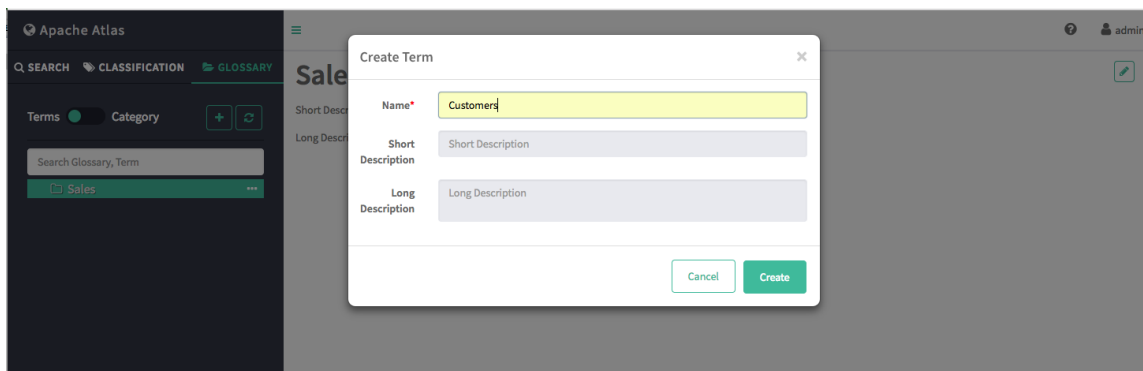 Apache Atlas
admin
SEARCH CLASSIFICATION GLOSSARY
Sale
Terms Category
Short Descr
Long Descri
Search Glossary, Term
Sales
Create Term
Name*
Customers
Short Description
Short Description
Long Description
Long Description
Cancel
Create